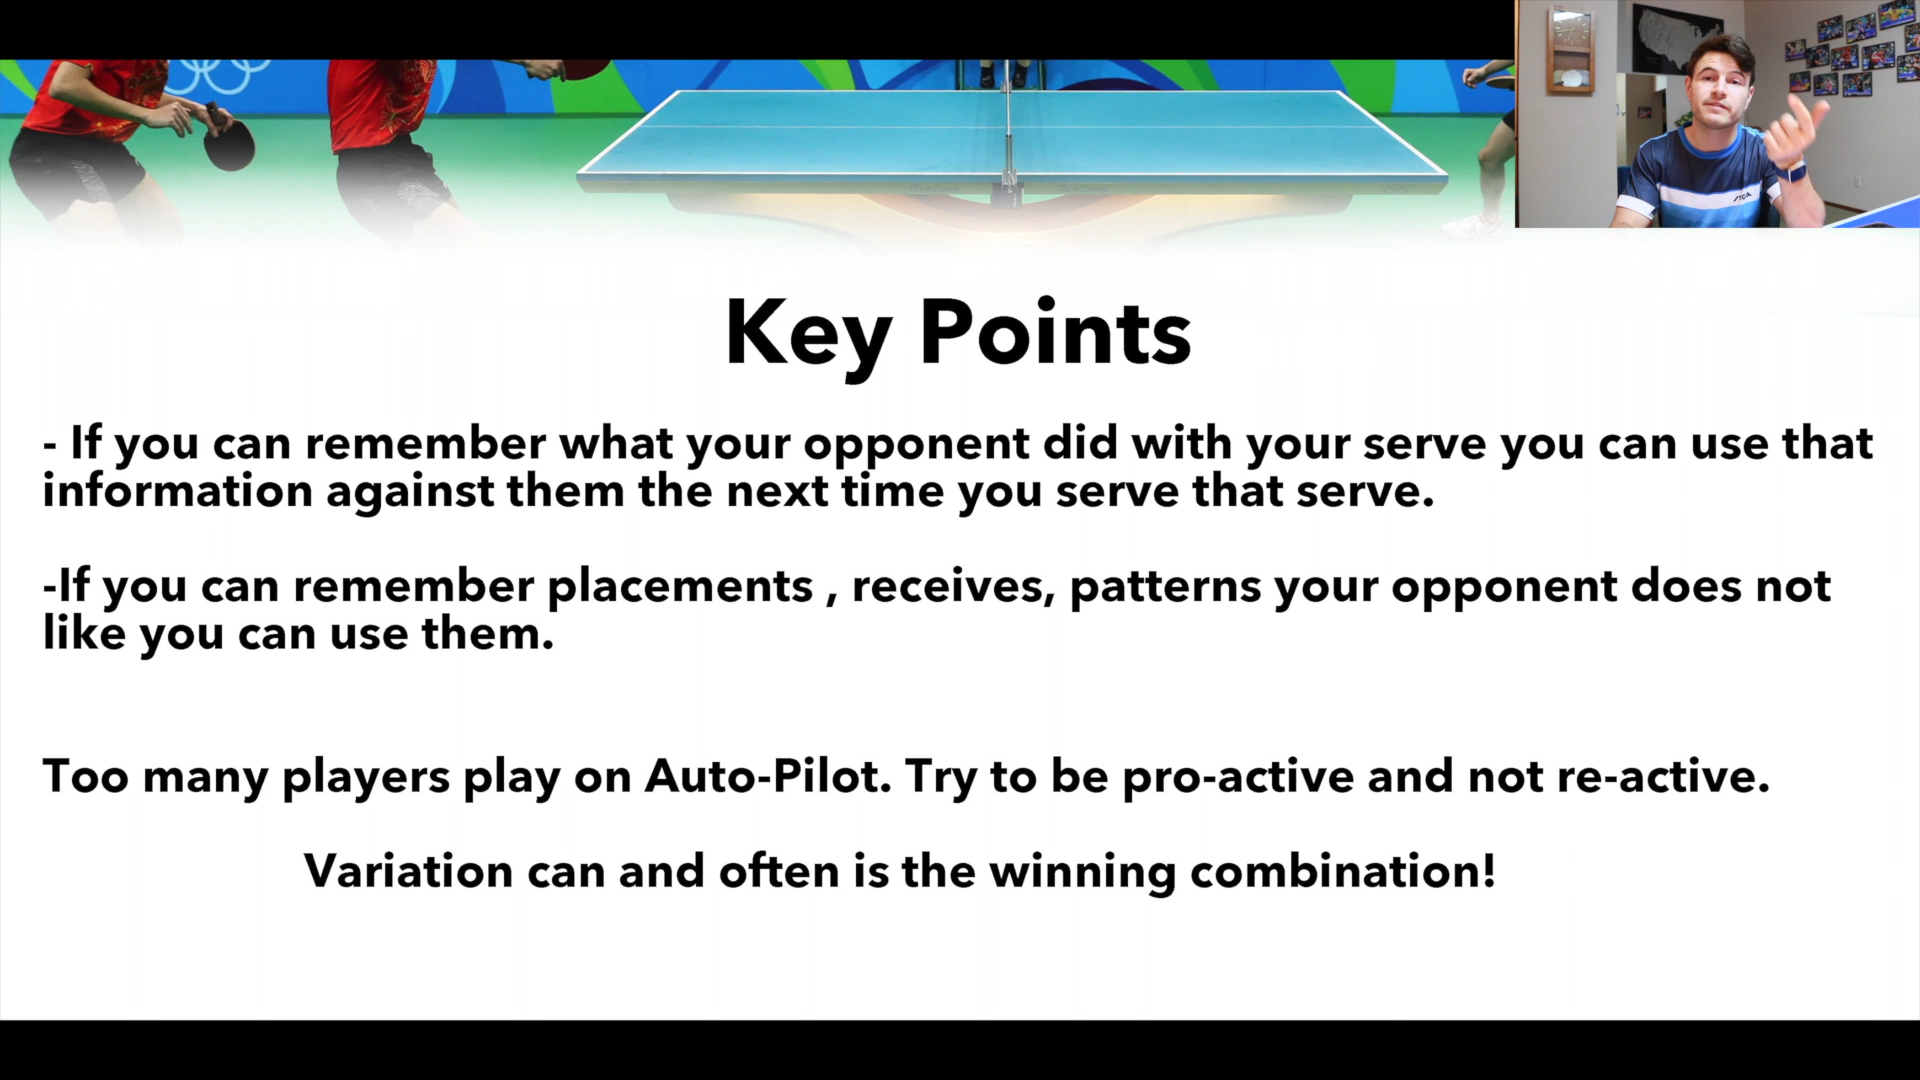 Key Points
- If you can remember what your opponent did with your serve you can use that
information against them the next time you serve that serve.
-If you can remember placements , receives, patterns your opponent does not
like you can use them.
Too many players play on Auto-Pilot. Try to be pro-active and not re-active.
Variation can and often is the winning combination!
STIGA